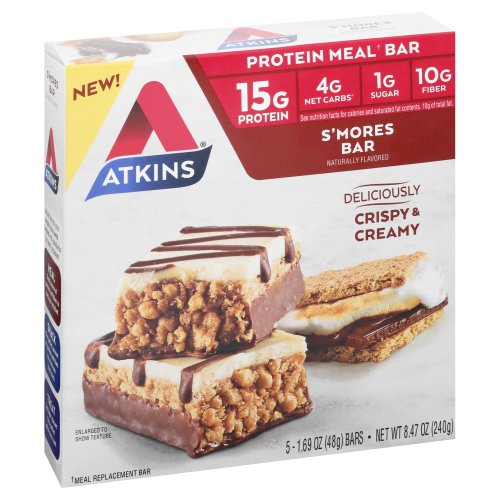 NEW!
ATKINS®
PROTEIN MEAL† BAR
15G PROTEIN
4G NET CARBS*
1G SUGAR
10G FIBER
See nutrition facts for calories and saturated fat contents. 10g of total fat.
S'MORES
BAR
NATURALLY FLAVORED
DELICIOUSLY
CRISPY &
CREAMY
ENLARGED TO
SHOW TEXTURE
5 - 1.69 OZ (48g) BARS • NET WT 8.47 OZ (240g)
†MEAL REPLACEMENT BAR